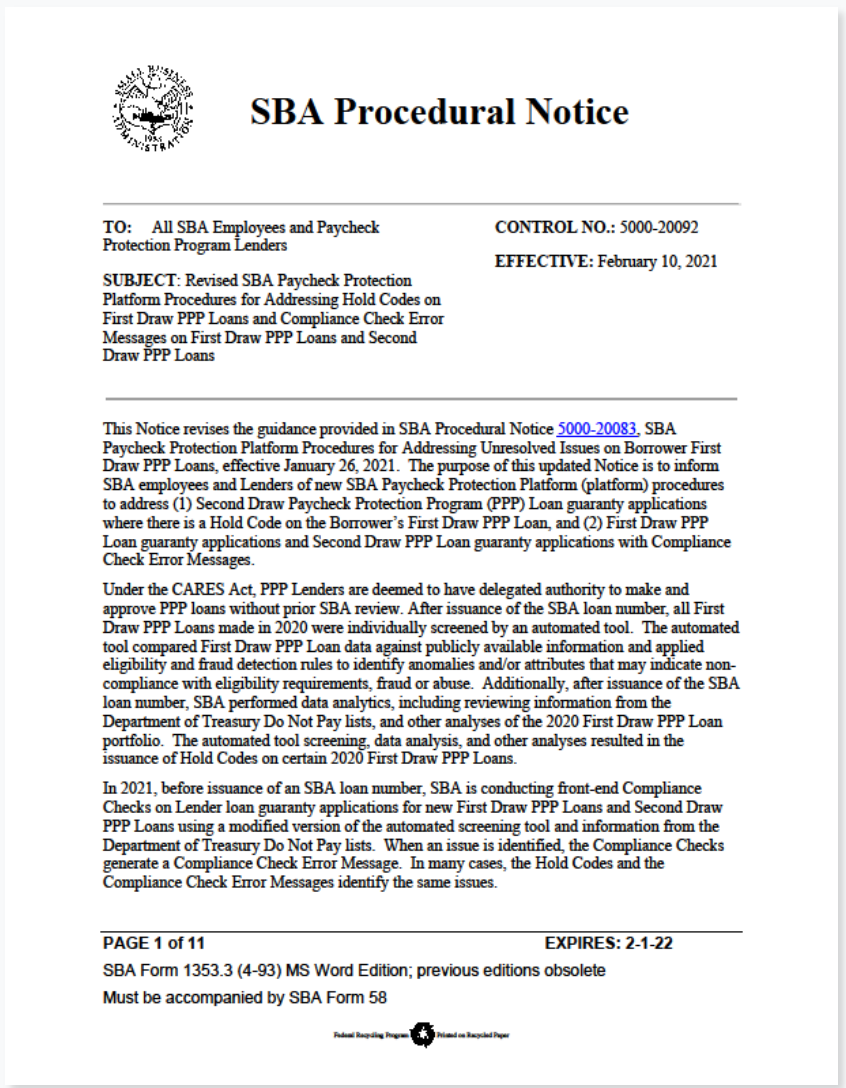 SMALL BUSINESS
ADMINISTRATION
SBA Procedural Notice
TO: All SBA Employees and Paycheck
Protection Program Lenders
CONTROL NO.: 5000-20092
EFFECTIVE: February 10, 2021
SUBJECT: Revised SBA Paycheck Protection
Platform Procedures for Addressing Hold Codes on
First Draw PPP Loans and Compliance Check Error
Messages on First Draw PPP Loans and Second
Draw PPP Loans
This Notice revises the guidance provided in SBA Procedural Notice 5000-20083, SBA
Paycheck Protection Platform Procedures for Addressing Unresolved Issues on Borrower First
Draw PPP Loans, effective January 26, 2021. The purpose of this updated Notice is to inform
SBA employees and Lenders of new SBA Paycheck Protection Platform (platform) procedures
to address (1) Second Draw Paycheck Protection Program (PPP) Loan guaranty applications
where there is a Hold Code on the Borrower's First Draw PPP Loan, and (2) First Draw PPP
Loan guaranty applications and Second Draw PPP Loan guaranty applications with Compliance
Check Error Messages.
Under the CARES Act, PPP Lenders are deemed to have delegated authority to make and
approve PPP loans without prior SBA review. After issuance of the SBA loan number, all First
Draw PPP Loans made in 2020 were individually screened by an automated tool. The automated
tool compared First Draw PPP Loan data against publicly available information and applied
eligibility and fraud detection rules to identify anomalies and/or attributes that may indicate non-
compliance with eligibility requirements, fraud or abuse. Additionally, after issuance of the SBA
loan number, SBA performed data analytics, including reviewing information from the
Department of Treasury Do Not Pay lists, and other analyses of the 2020 First Draw PPP Loan
portfolio. The automated tool screening, data analysis, and other analyses resulted in the
issuance of Hold Codes on certain 2020 First Draw PPP Loans.
In 2021, before issuance of an SBA loan number, SBA is conducting front-end Compliance
Checks on Lender loan guaranty applications for new First Draw PPP Loans and Second Draw
PPP Loans using a modified version of the automated screening tool and information from the
Department of Treasury Do Not Pay lists. When an issue is identified, the Compliance Checks
generate a Compliance Check Error Message. In many cases, the Hold Codes and the
Compliance Check Error Messages identify the same issues.
PAGE 1 of 11
EXPIRES: 2-1-22
SBA Form 1353.3 (4-93) MS Word Edition; previous editions obsolete
Must be accompanied by SBA Form 58
Federal Recycling Program Printed on Recycled Paper